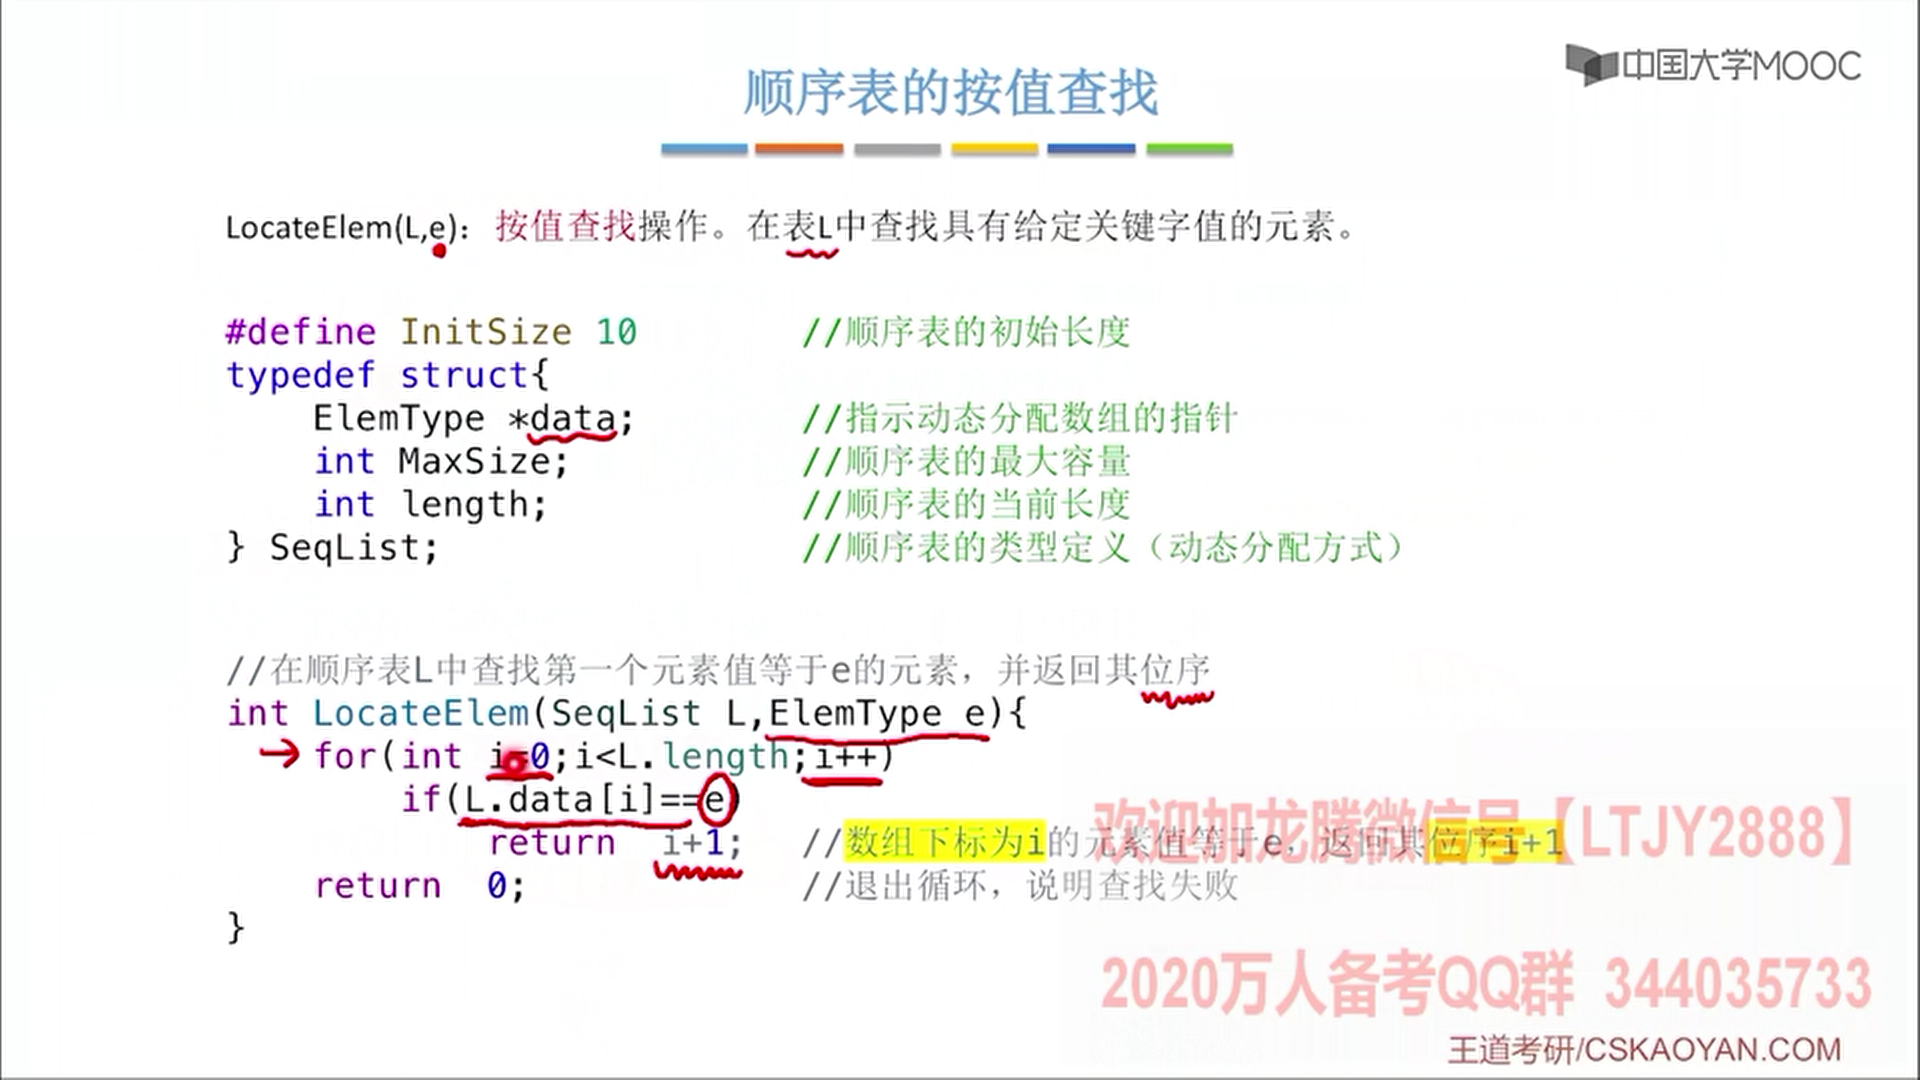 中国大学MOOC
顺序表的按值查找
LocateElem(L,e)：按值查找操作。在表L中查找具有给定关键字值的元素。
#define InitSize 10 //顺序表的初始长度
typedef struct{
ElemType *data; //指示动态分配数组的指针
int MaxSize; //顺序表的最大容量
int length; //顺序表的当前长度
} SeqList; //顺序表的类型定义（动态分配方式）
//在顺序表L中查找第一个元素值等于e的元素，并返回其位序
int LocateElem(SeqList L,ElemType e){
for(int i=0;i<L.length;i++)
if(L.data[i]==e)
return i+1; //数组下标为i的元素值等于e，返回其位序i+1
return 0; //退出循环，说明查找失败
}
欢迎加龙腾微信号【LTJY2888】
2020万人备考QQ群 344035733
王道考研/CSKAOYAN.COM